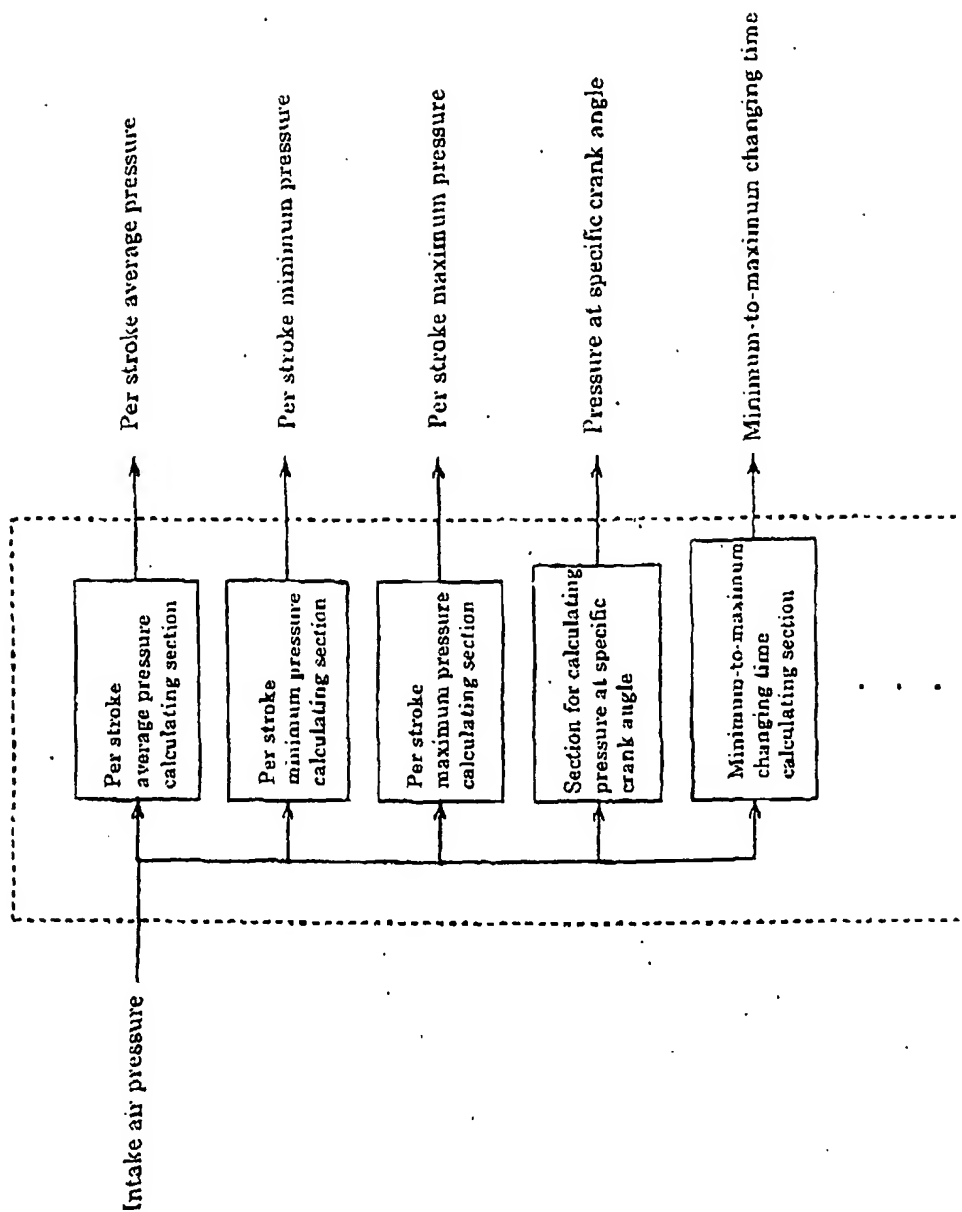 Intake air pressure
Per stroke
average pressure
calculating section
Per stroke average pressure
Per stroke
minimum pressure
calculating section
Per stroke minimum pressure
Per stroke
maximum pressure
calculating section
Per stroke maximum pressure
Section for calculating
pressure at specific
crank angle
Pressure at specific crank angle
Minimum-to-maximum
changing time
calculating section
Minimum-to-maximum changing time